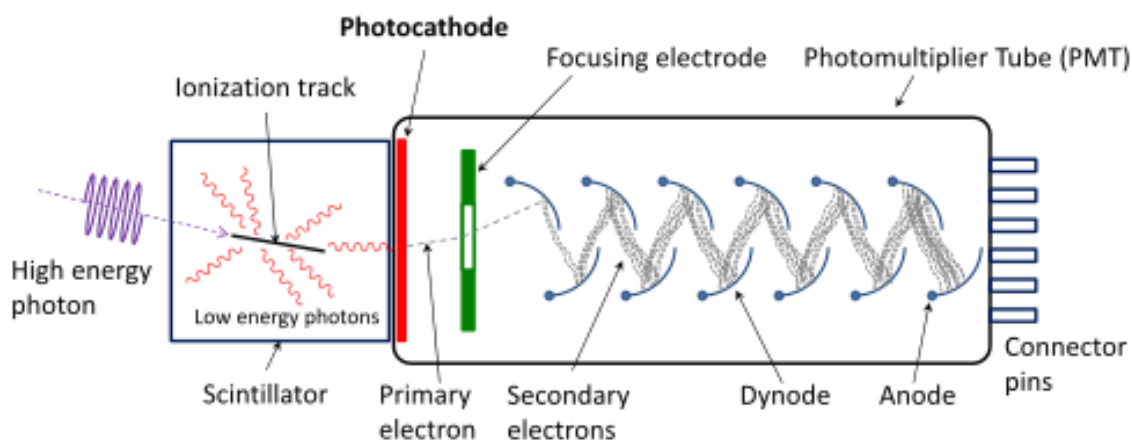 Photocathode
Focusing electrode
Photomultiplier Tube (PMT)
Ionization track
High energy
photon
Low energy photons
Scintillator
Primary
electron
Secondary
electrons
Dynode
Anode
Connector
pins